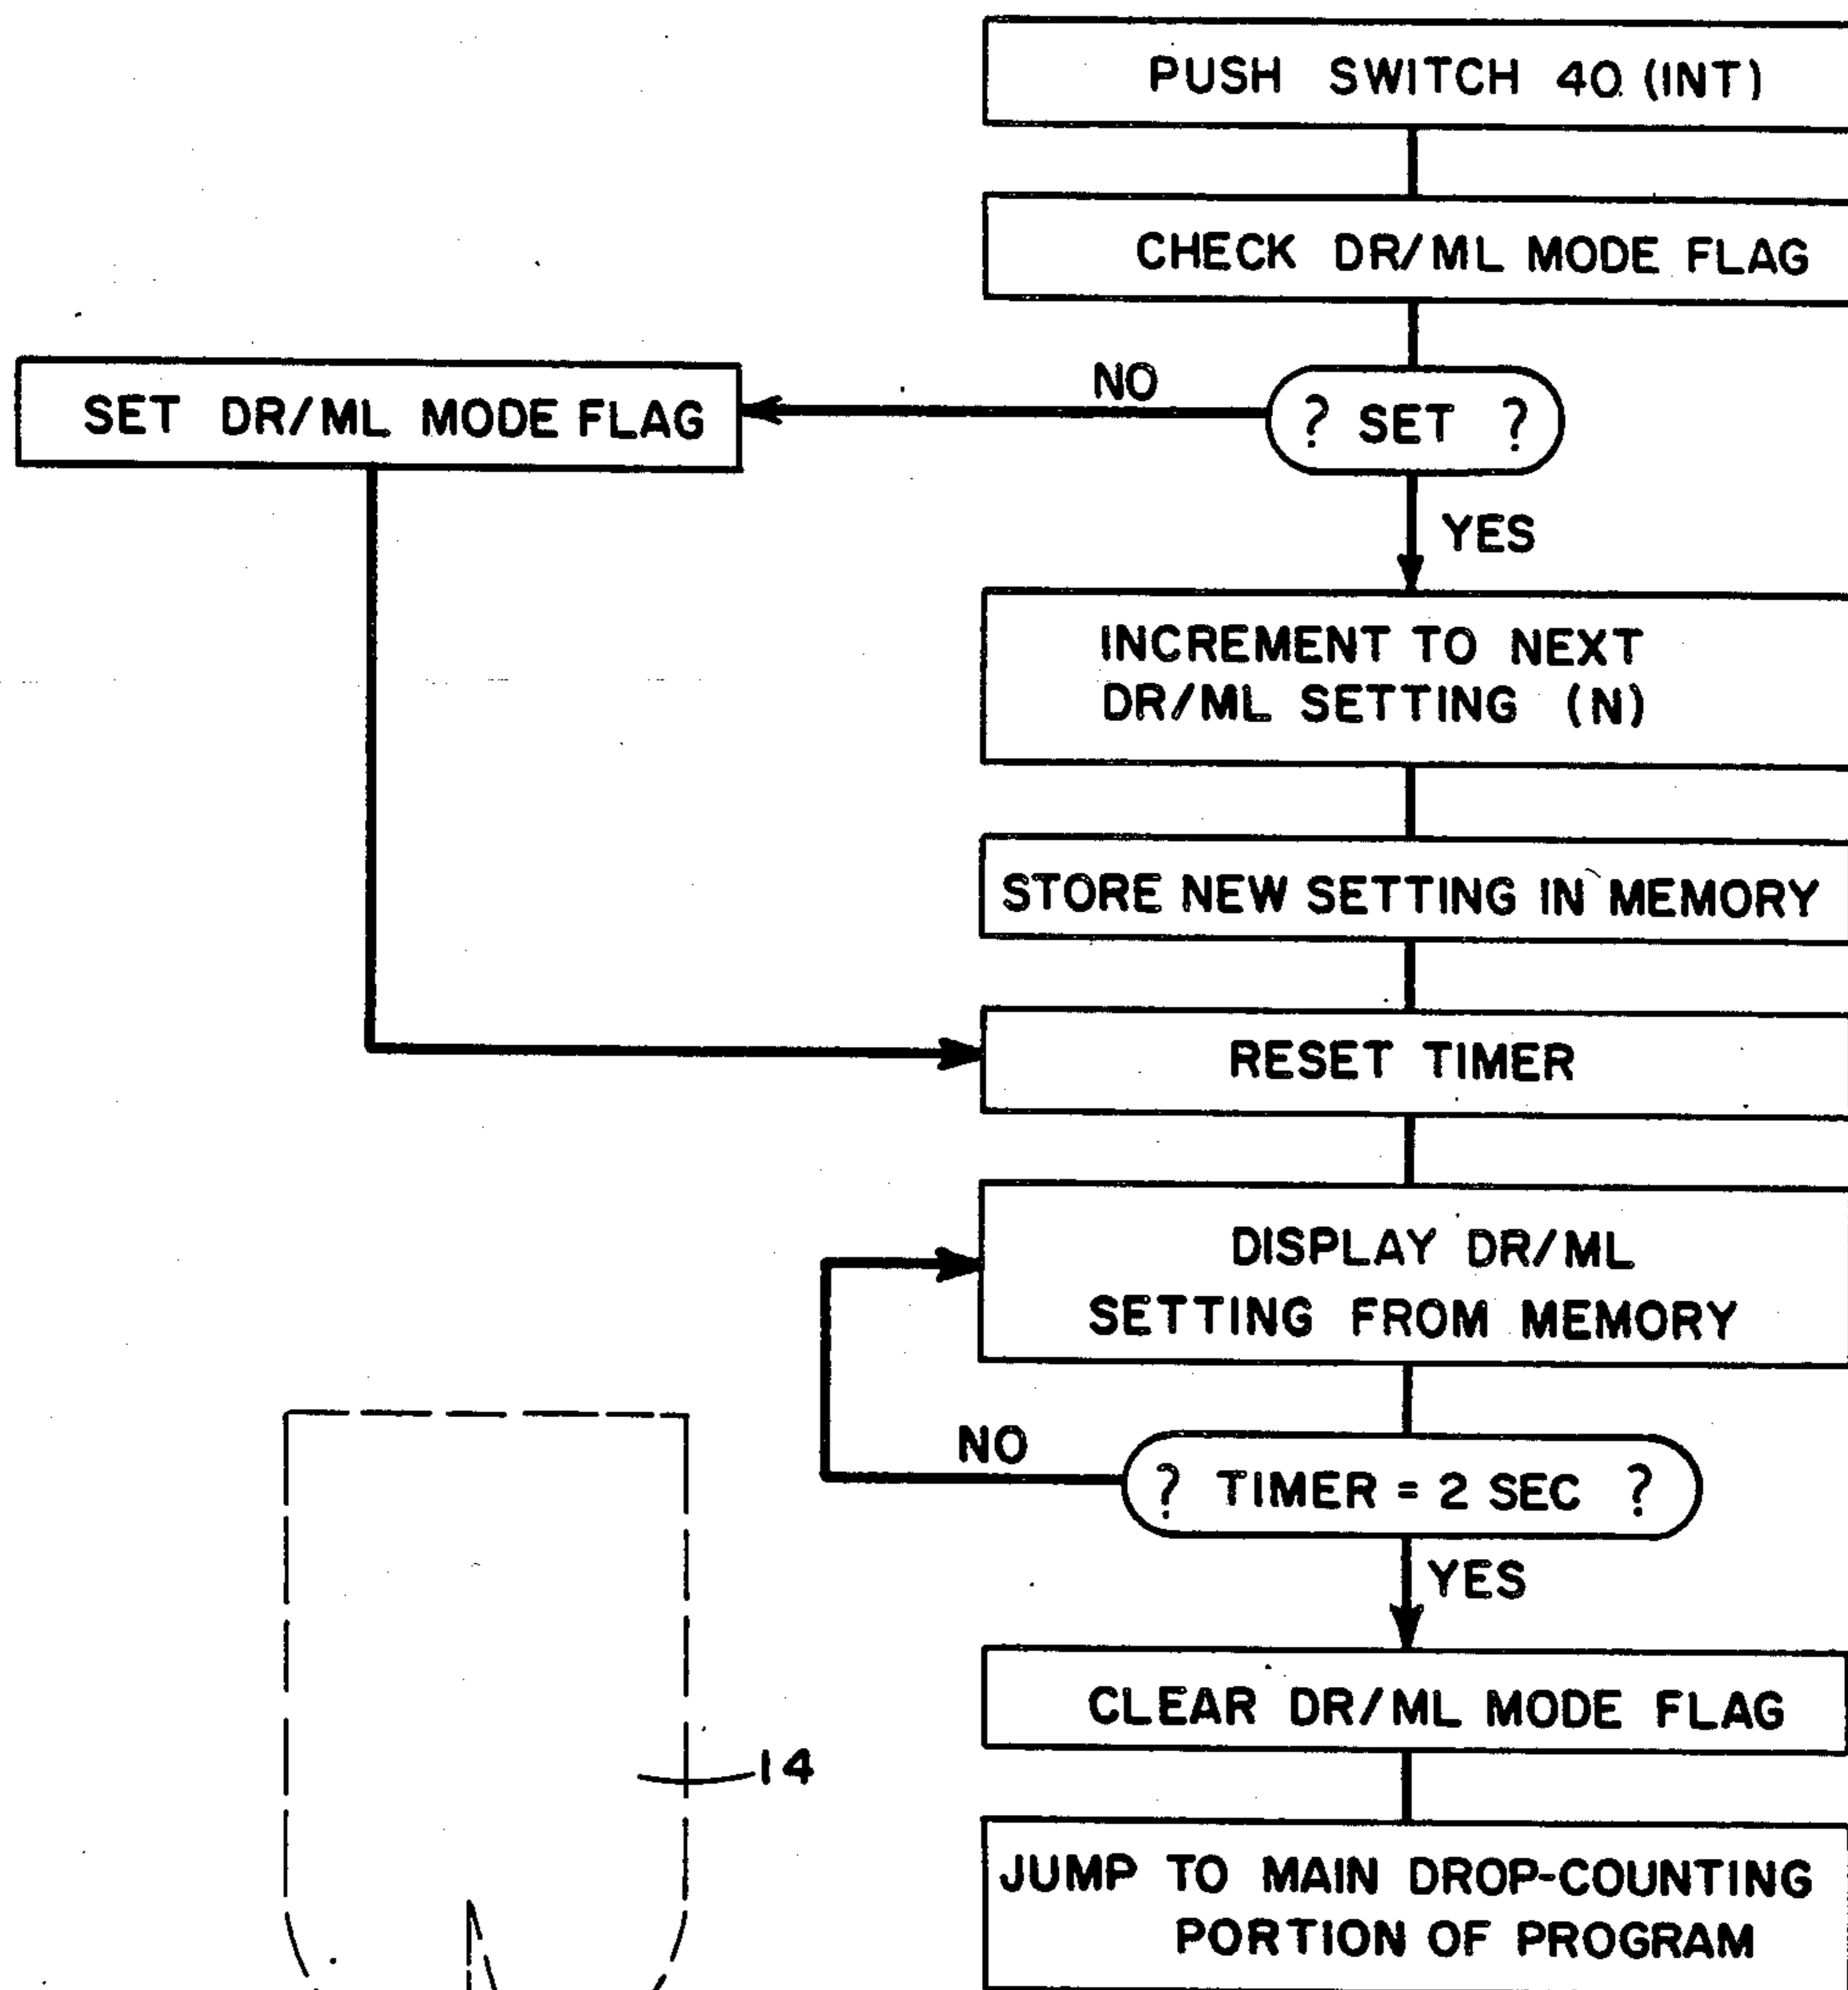 PUSH SWITCH 40 (INT)
CHECK DR/ML MODE FLAG
NO
SET DR/ML MODE FLAG
? SET ?
YES
INCREMENT TO NEXT
DR/ML SETTING (N)
STORE NEW SETTING IN MEMORY
RESET TIMER
DISPLAY DR/ML
SETTING FROM MEMORY
NO
? TIMER = 2 SEC ?
YES
CLEAR DR/ML MODE FLAG
14
JUMP TO MAIN DROP-COUNTING
PORTION OF PROGRAM